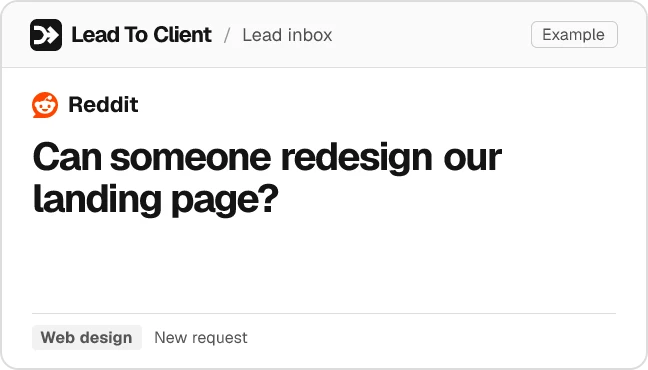 Lead To Client / Lead inbox
Example
Reddit
Can someone redesign our
landing page?
Web design
New request